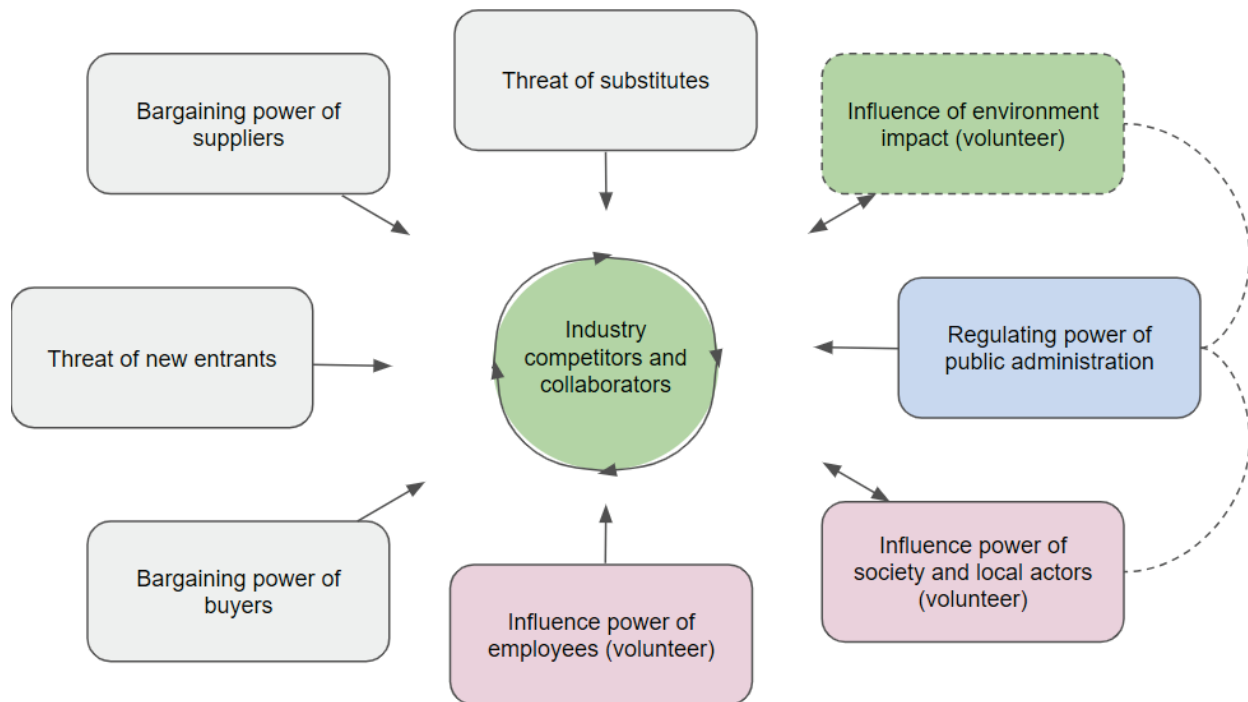 Threat of substitutes
Bargaining power of
suppliers
Influence of environment
impact (volunteer)
Threat of new entrants
Industry
competitors and
collaborators
Regulating power of
public administration
Bargaining power of
buyers
Influence power of
employees (volunteer)
Influence power of
society and local actors
(volunteer)